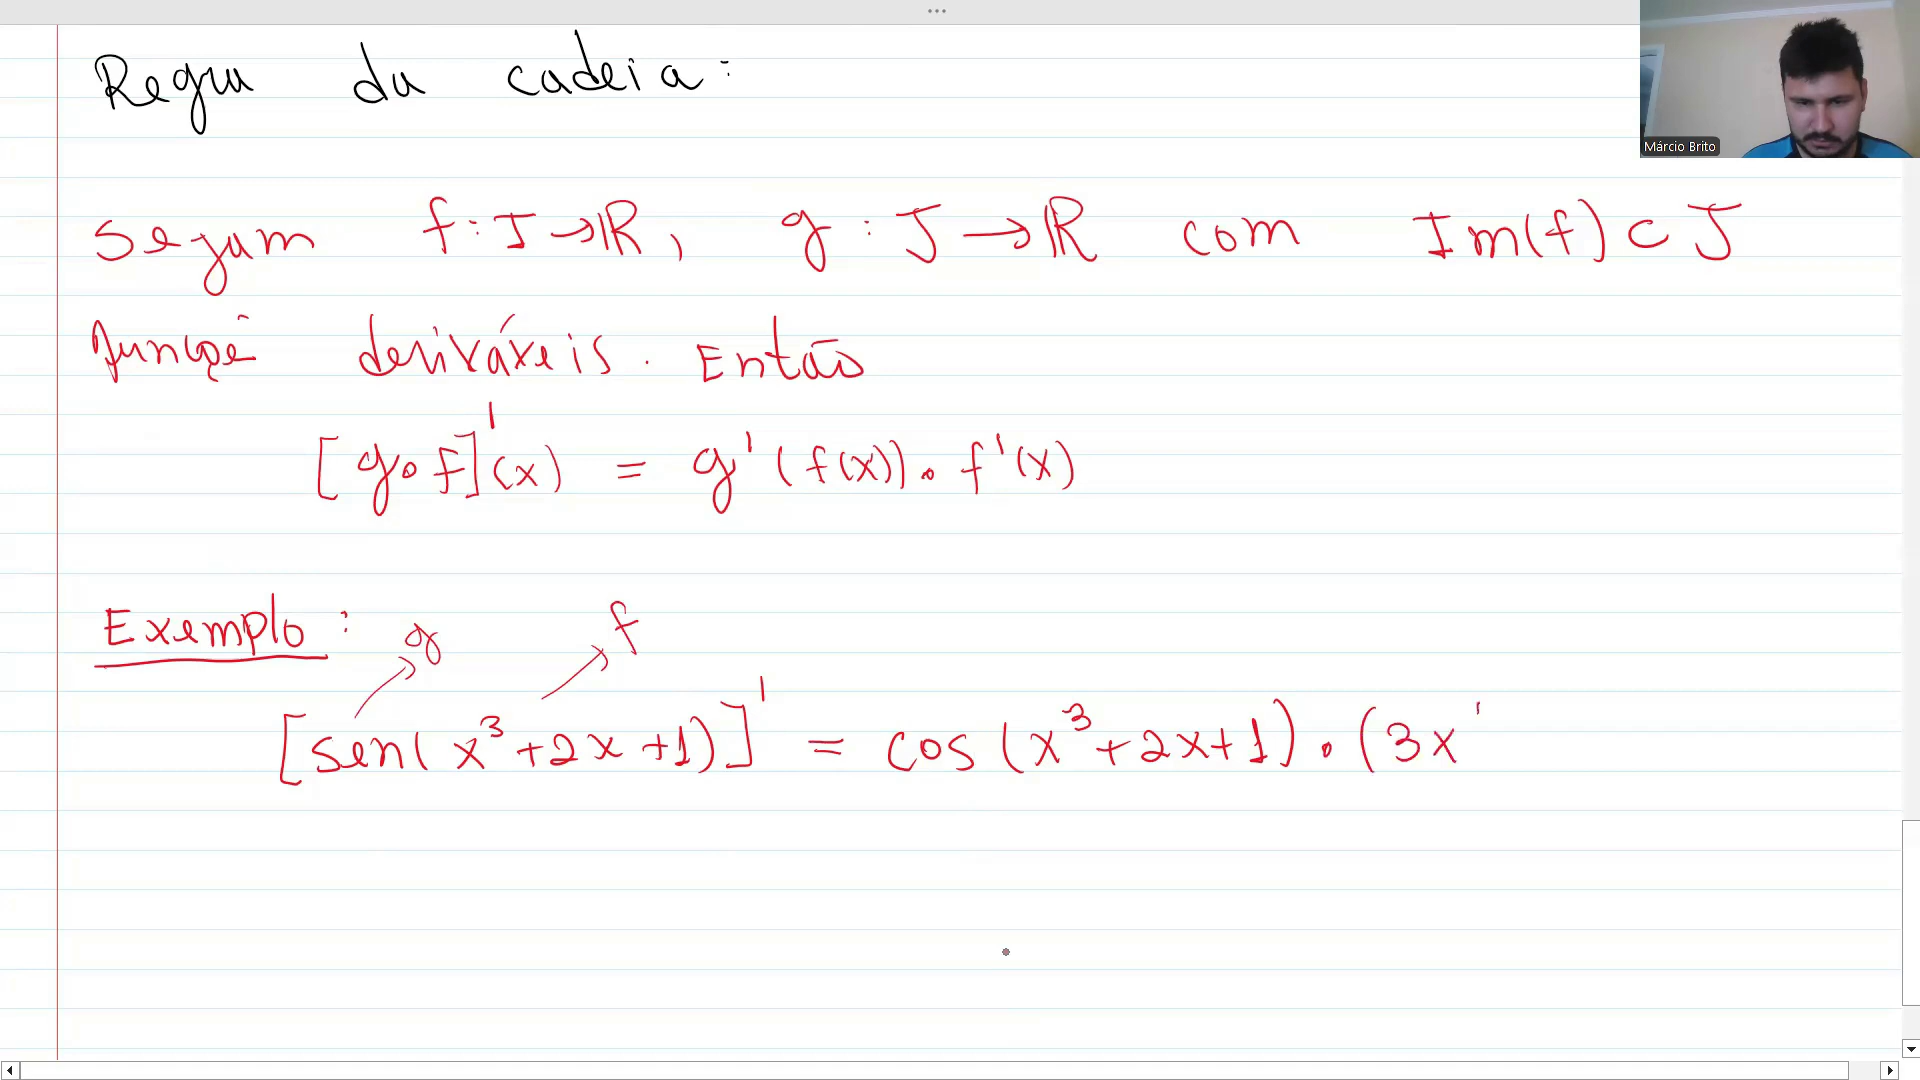 Regra da cadeia:
Márcio Brito
Sejam f: I → ℝ, g: J → ℝ com Im(f) ⊂ J
funçõe deriváveis. Então
[g∘f]'(x) = g'(f(x)) · f'(x)
Exemplo:
g f
[sen(x³+2x+1)]' = cos(x³+2x+1) · (3x'